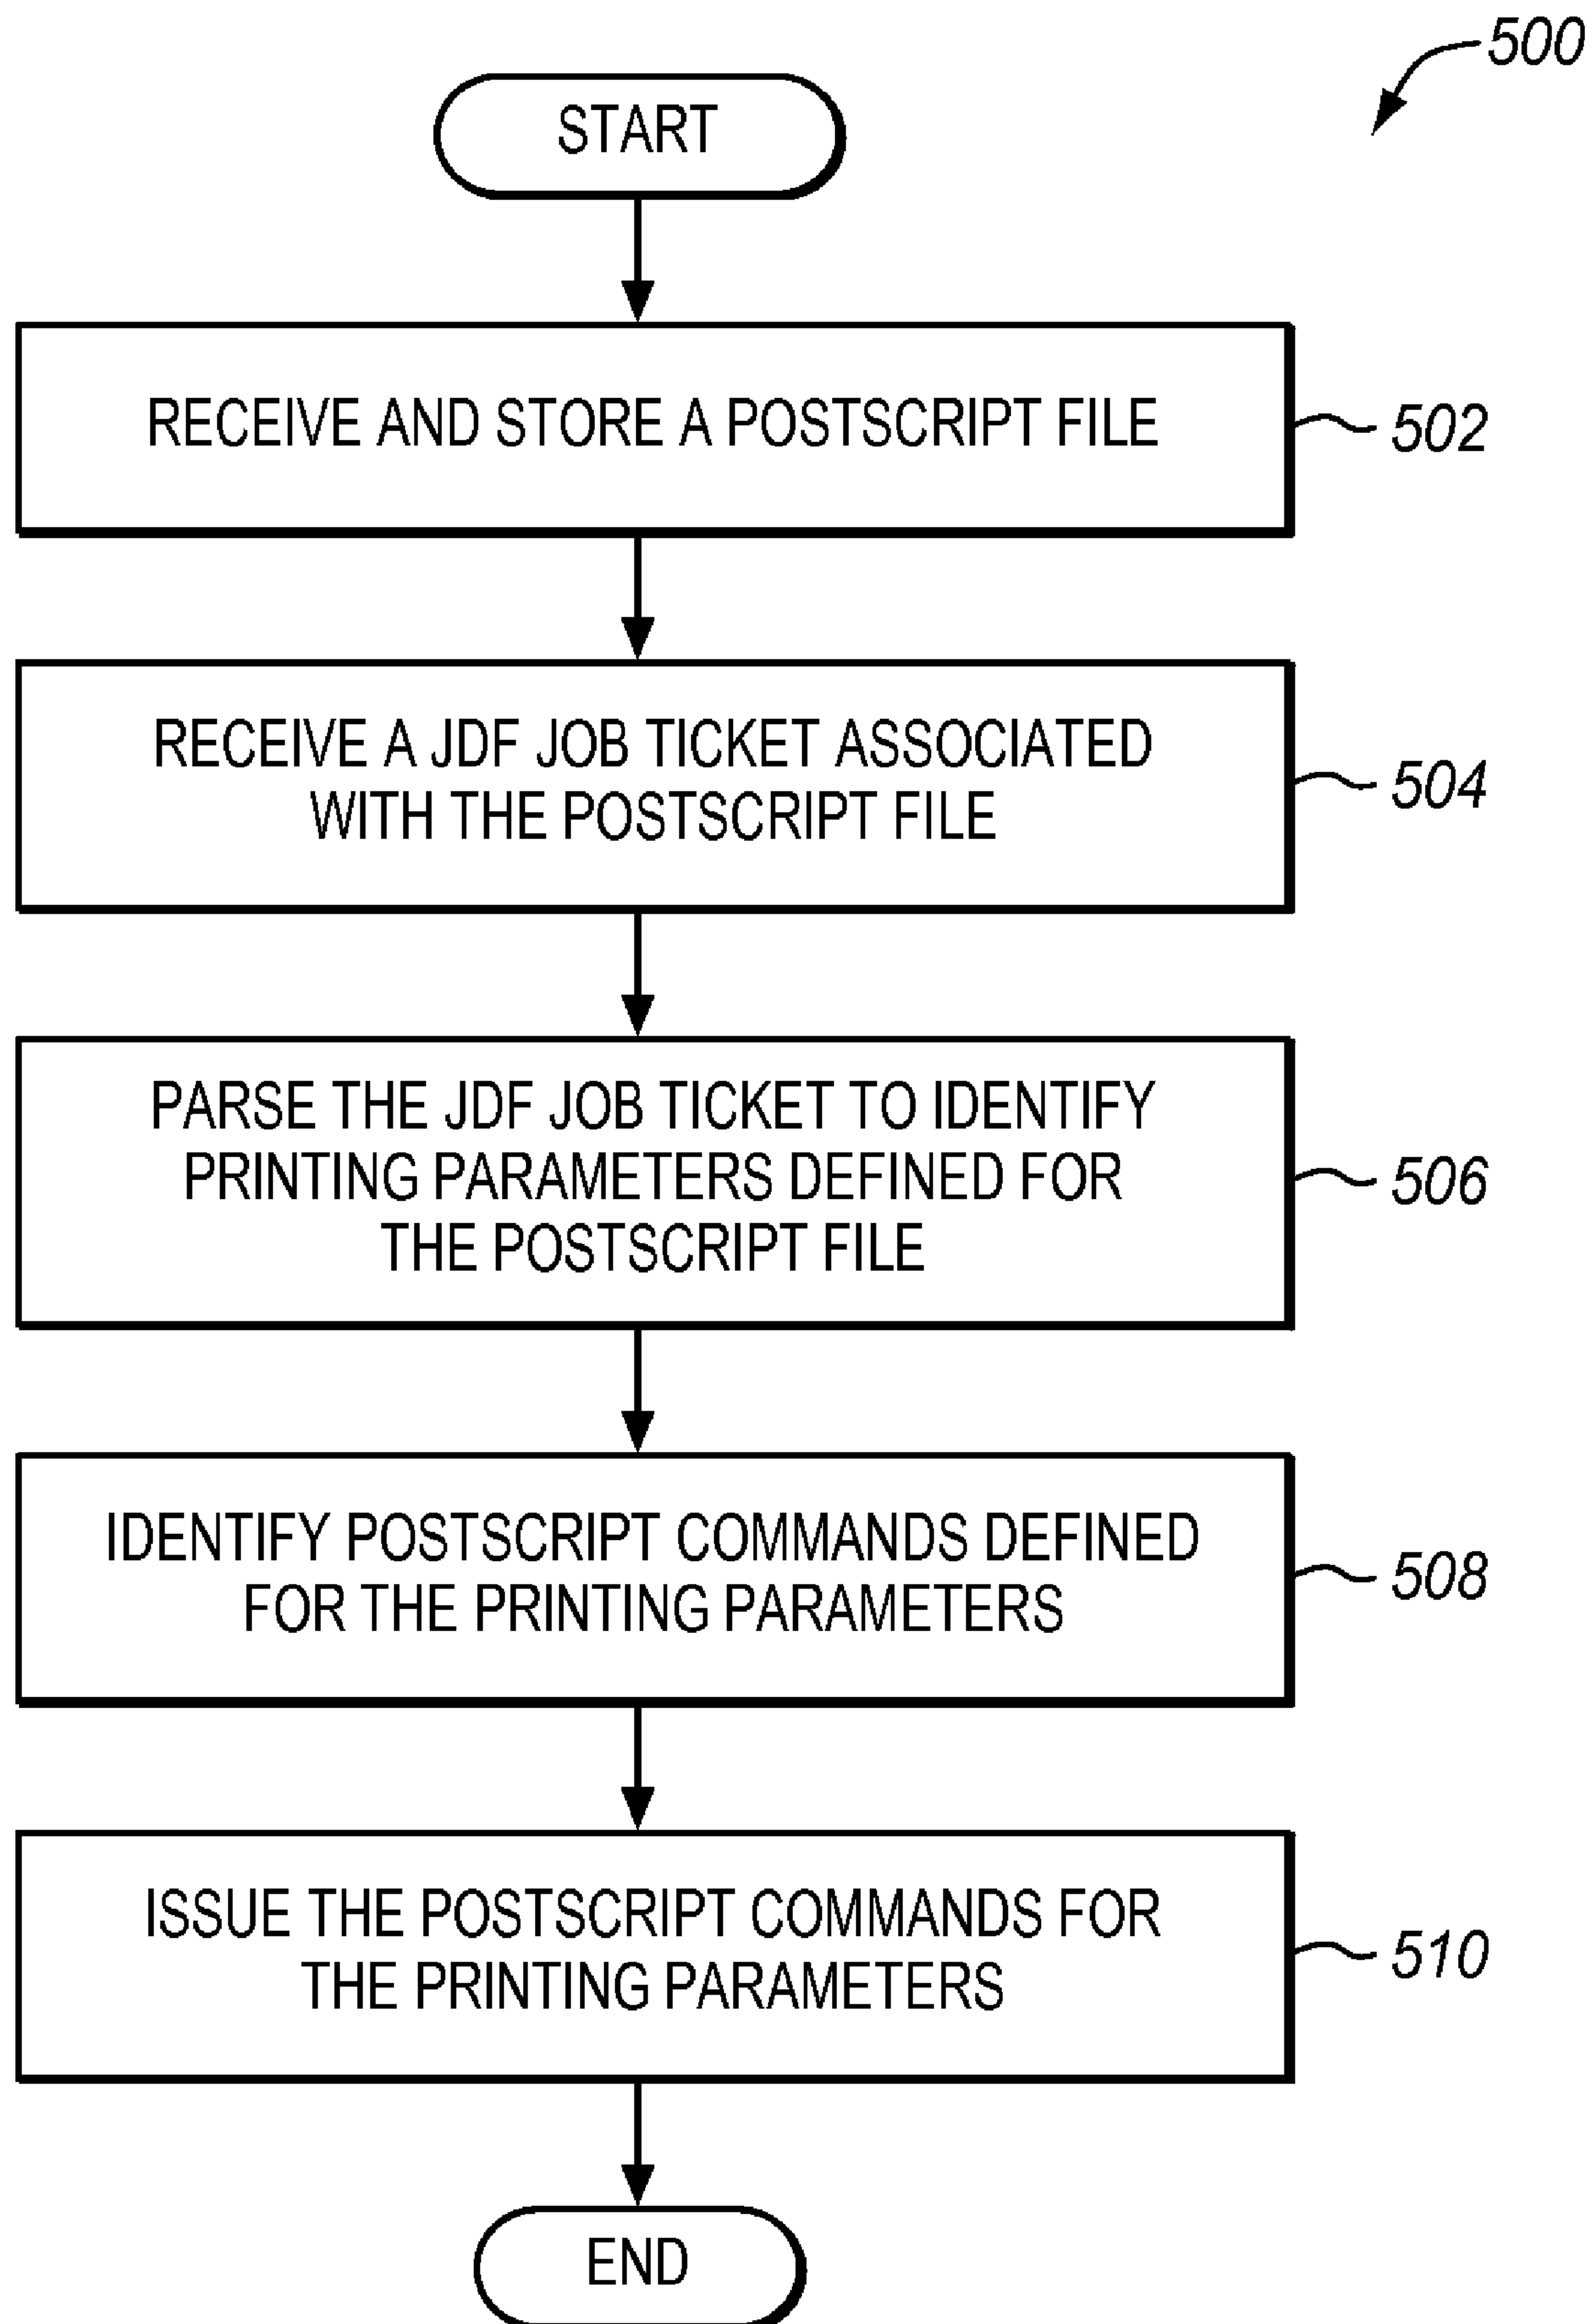 500
START
RECEIVE AND STORE A POSTSCRIPT FILE
502
RECEIVE A JDF JOB TICKET ASSOCIATED
WITH THE POSTSCRIPT FILE
504
PARSE THE JDF JOB TICKET TO IDENTIFY
PRINTING PARAMETERS DEFINED FOR
THE POSTSCRIPT FILE
506
IDENTIFY POSTSCRIPT COMMANDS DEFINED
FOR THE PRINTING PARAMETERS
508
ISSUE THE POSTSCRIPT COMMANDS FOR
THE PRINTING PARAMETERS
510
END